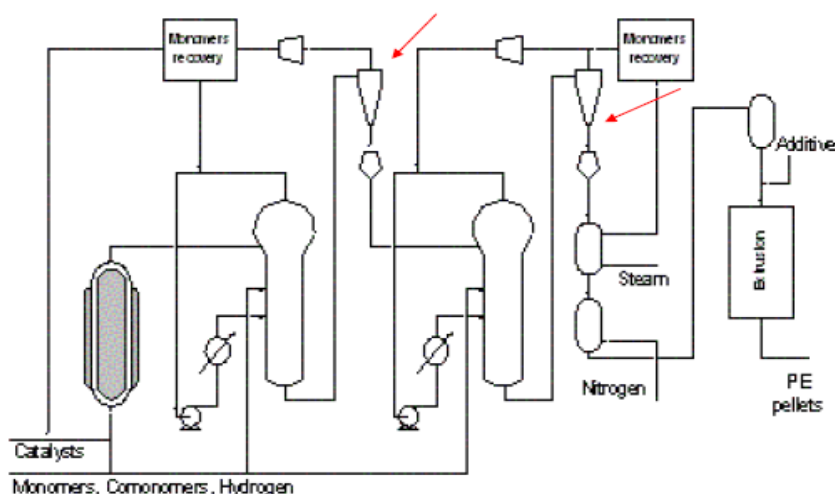 Monomers
recovery
Monomers
recovery
Additive
Extrusion
Steam
Nitrogen
PE
pellets
Catalysts
Monomers, Comonomers, Hydrogen